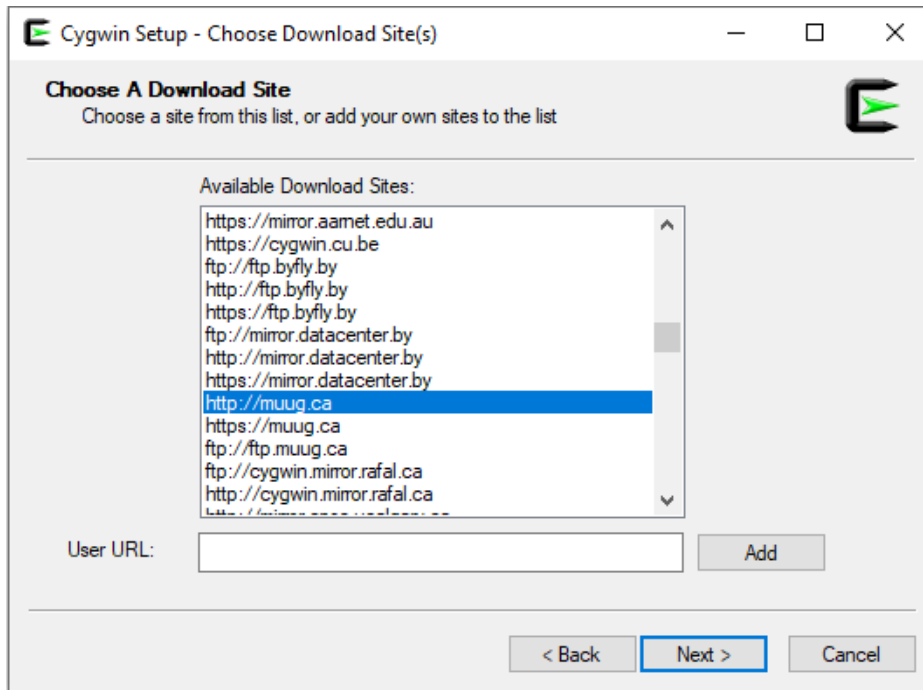 Cygwin Setup - Choose Download Site(s)
Choose A Download Site
Choose a site from this list, or add your own sites to the list
Available Download Sites:
https://mirror.aarnet.edu.au
https://cygwin.cu.be
ftp://ftp.byfly.by
http://ftp.byfly.by
https://ftp.byfly.by
ftp://mirror.datacenter.by
http://mirror.datacenter.by
https://mirror.datacenter.by
http://muug.ca
https://muug.ca
ftp://ftp.muug.ca
ftp://cygwin.mirror.rafal.ca
http://cygwin.mirror.rafal.ca
User URL:
Add
< Back
Next >
Cancel